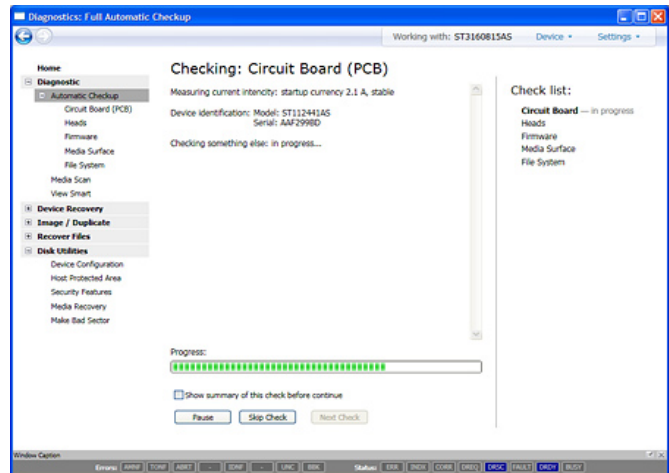 Diagnostics: Full Automatic Checkup
Working with: ST3160815AS Device Settings
Home
Diagnostic
Automatic Checkup
Circuit Board (PCB)
Heads
Firmware
Media Surface
File System
Media Scan
View Smart
Device Recovery
Image / Duplicate
Recover Files
Disk Utilities
Device Configuration
Host Protected Area
Security Features
Media Recovery
Make Bad Sector
Checking: Circuit Board (PCB)
Measuring current intencity: startup currency 2.1 A, stable
Device identification: Model: ST112441AS
Serial: AAF299BD
Checking something else: in progress...
Progress:
Show summary of this check before continue
Pause Skip Check Next Check
Check list:
Circuit Board — in progress
Heads
Firmware
Media Surface
File System
Window Caption
Errors: AMNF TONF ABRT - IDNF - UNC BBK Status: ERR INDX CORR DREQ DRSC FAULT DRDY BUSY